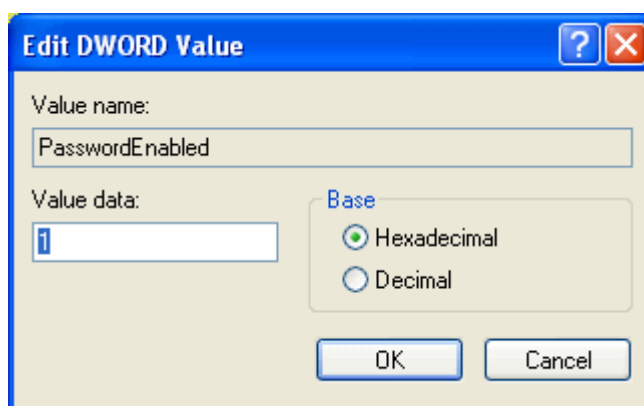 Edit DWORD Value
Value name:
PasswordEnabled
Value data:
1
Base
Hexadecimal
Decimal
OK
Cancel